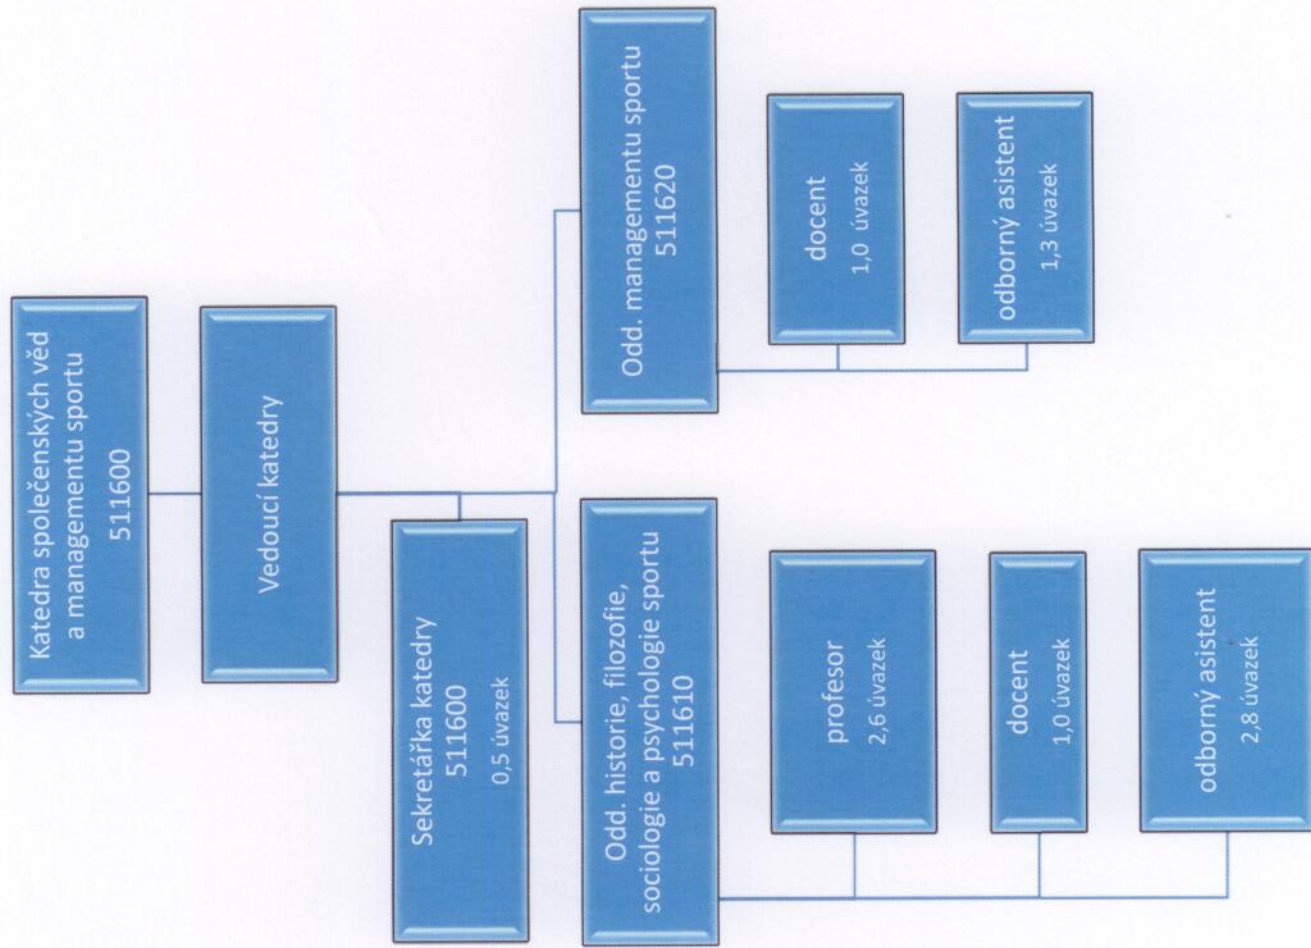 Katedra společenských věd
a managementu sportu
511600
Vedoucí katedry
Sekretářka katedry
511600
0,5 úvazek
Odd. historie, filozofie,
sociologie a psychologie sportu
511610
profesor
2,6 úvazek
docent
1,0 úvazek
odborný asistent
2,8 úvazek
Odd. managementu sportu
511620
docent
1,0 úvazek
odborný asistent
1,3 úvazek